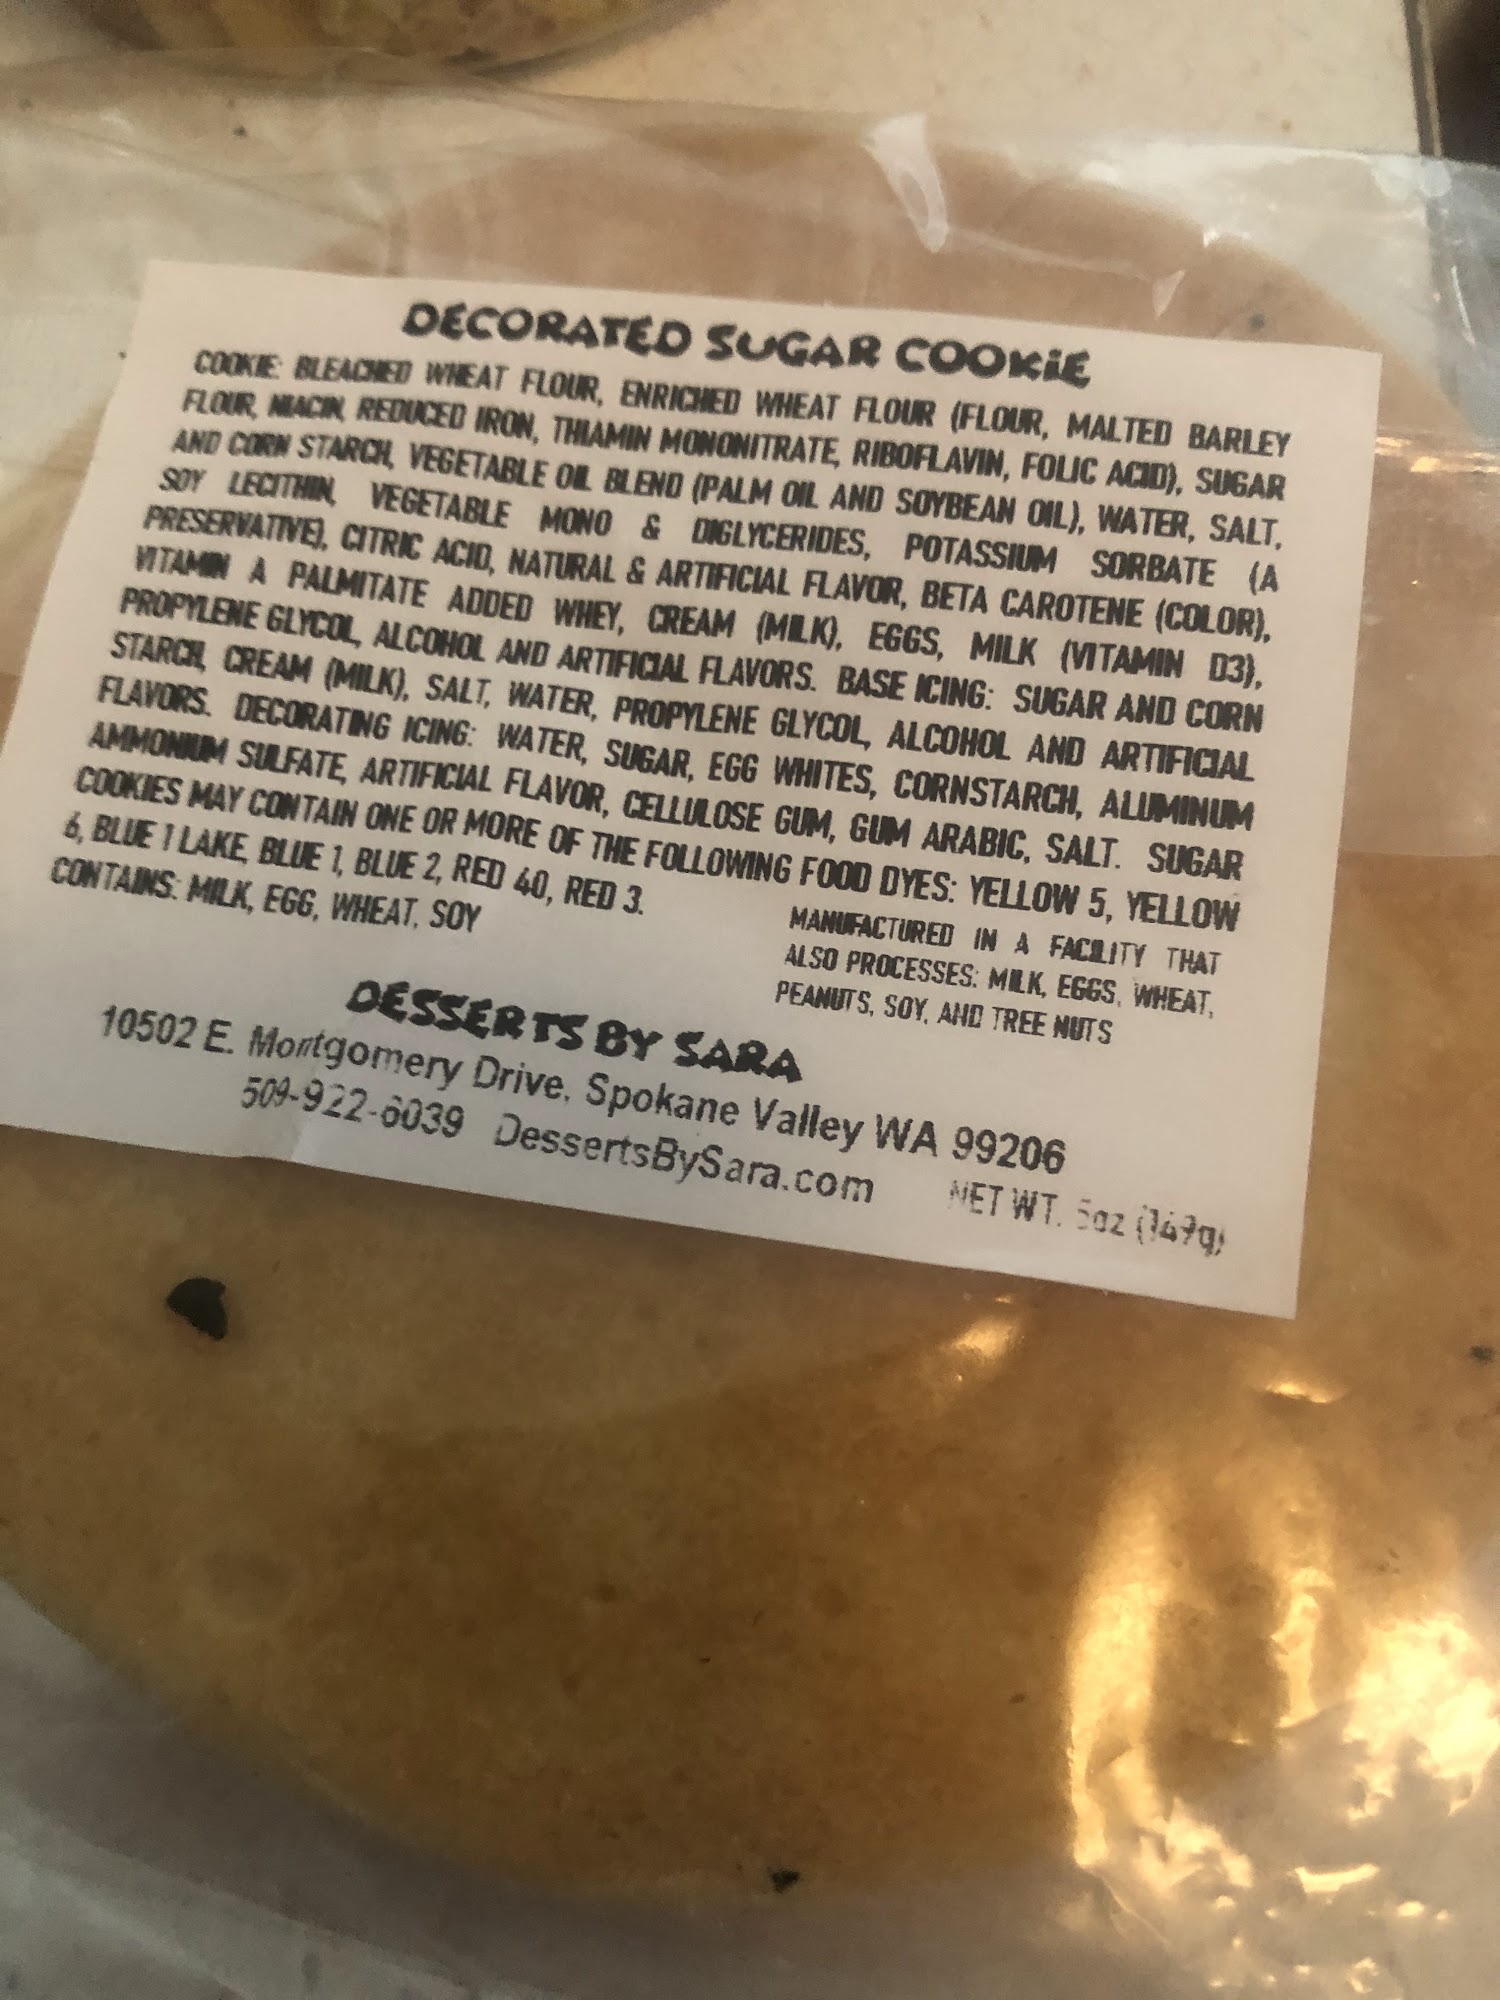 DECORATED SUGAR COOKIE
COOKIE: BLEACHED WHEAT FLOUR, ENRICHED WHEAT FLOUR (FLOUR, MALTED BARLEY
FLOUR, NIACIN, REDUCED IRON, THIAMIN MONONITRATE, RIBOFLAVIN, FOLIC ACID), SUGAR
AND CORN STARCH, VEGETABLE OIL BLEND (PALM OIL AND SOYBEAN OIL), WATER, SALT,
SOY LECITHIN, VEGETABLE MONO & DIGLYCERIDES, POTASSIUM SORBATE (A
PRESERVATIVE), CITRIC ACID, NATURAL & ARTIFICIAL FLAVOR, BETA CAROTENE (COLOR),
VITAMIN A PALMITATE ADDED WHEY, CREAM (MILK), EGGS, MILK (VITAMIN D3),
PROPYLENE GLYCOL, ALCOHOL AND ARTIFICIAL FLAVORS. BASE ICING: SUGAR AND CORN
STARCH, CREAM (MILK), SALT, WATER, PROPYLENE GLYCOL, ALCOHOL AND ARTIFICIAL
FLAVORS. DECORATING ICING: WATER, SUGAR, EGG WHITES, CORNSTARCH, ALUMINUM
AMMONIUM SULFATE, ARTIFICIAL FLAVOR, CELLULOSE GUM, GUM ARABIC, SALT. SUGAR
COOKIES MAY CONTAIN ONE OR MORE OF THE FOLLOWING FOOD DYES: YELLOW 5, YELLOW
6, BLUE 1 LAKE, BLUE 1, BLUE 2, RED 40, RED 3.
CONTAINS: MILK, EGG, WHEAT, SOY
MANUFACTURED IN A FACILITY THAT
ALSO PROCESSES: MILK, EGGS, WHEAT,
PEANUTS, SOY, AND TREE NUTS
DESSERTS BY SARA
10502 E. Montgomery Drive, Spokane Valley WA 99206
509-922-6039 DessertsBySara.com
NET WT. 5oz (149g)